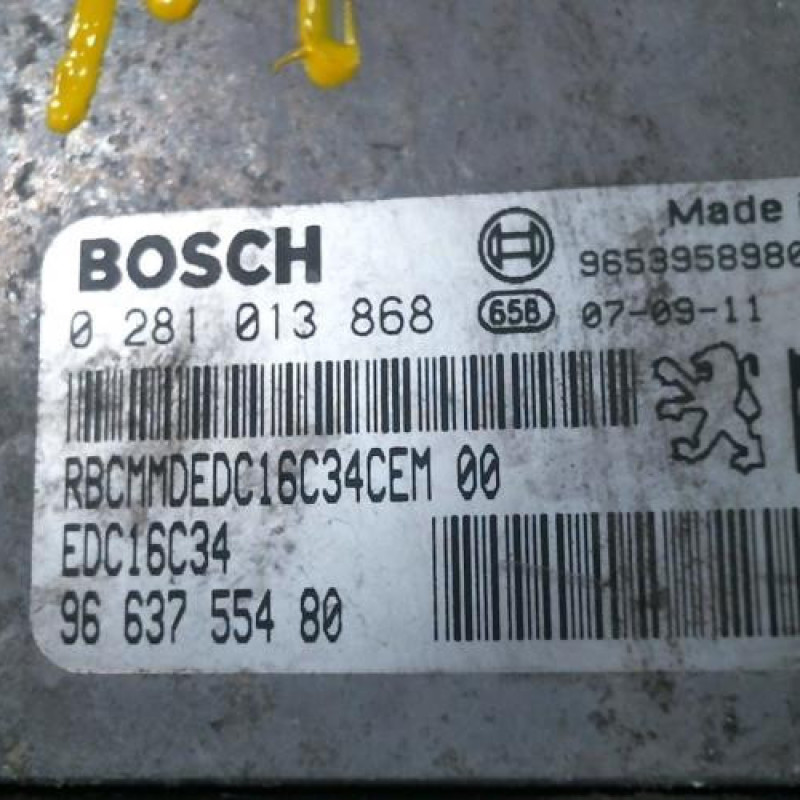 Made
BOSCH
9653958980
0 281 013 868
658
07-09-11
RBCMMDEDC16C34CEM 00
EDC16C34
96 637 554 80